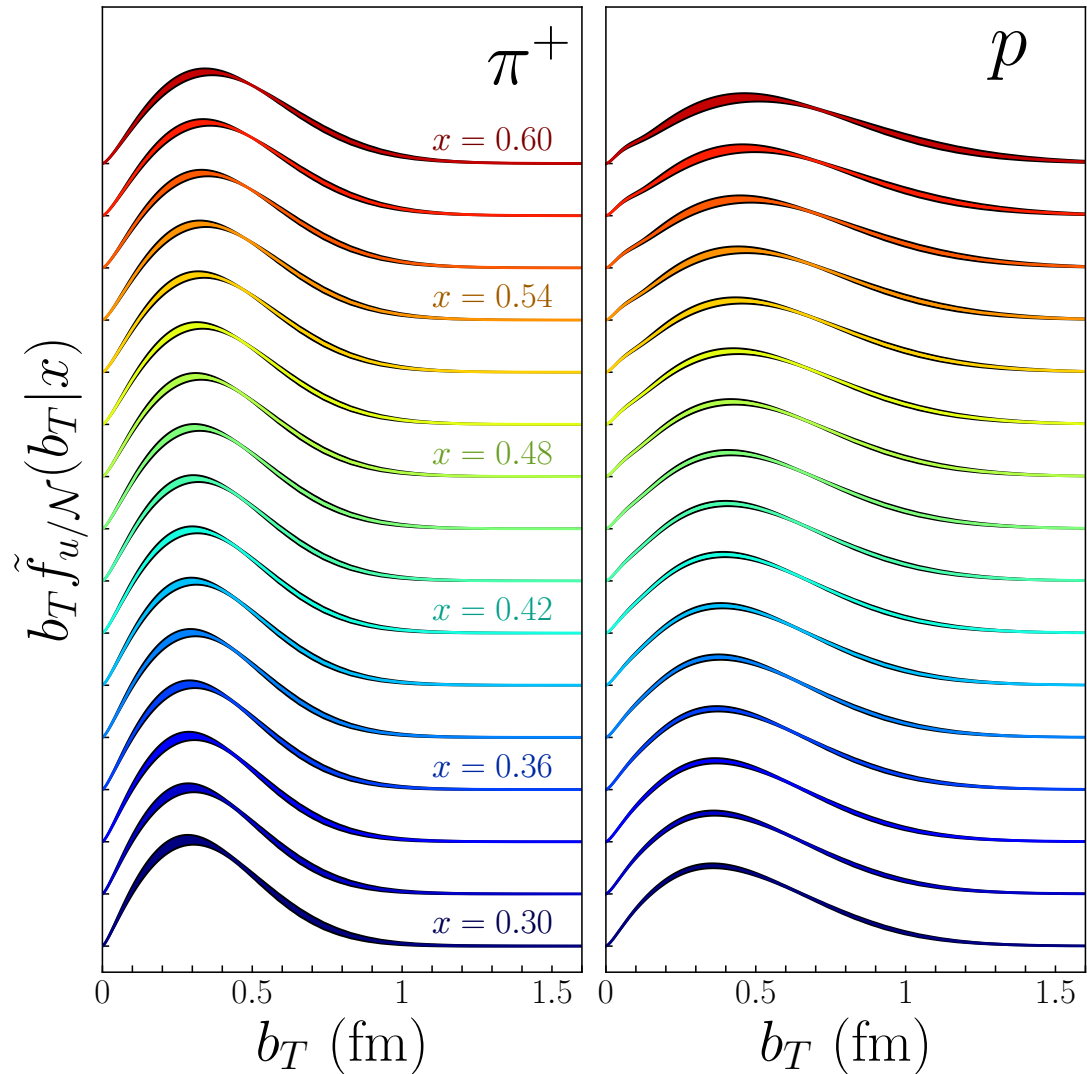 π⁺
p
x = 0.60
x = 0.54
x = 0.48
x = 0.42
x = 0.36
x = 0.30
b_T f̃_{u/𝒩}(b_T|x)
0 0.5 1 1.5
0 0.5 1 1.5
b_T (fm)
b_T (fm)